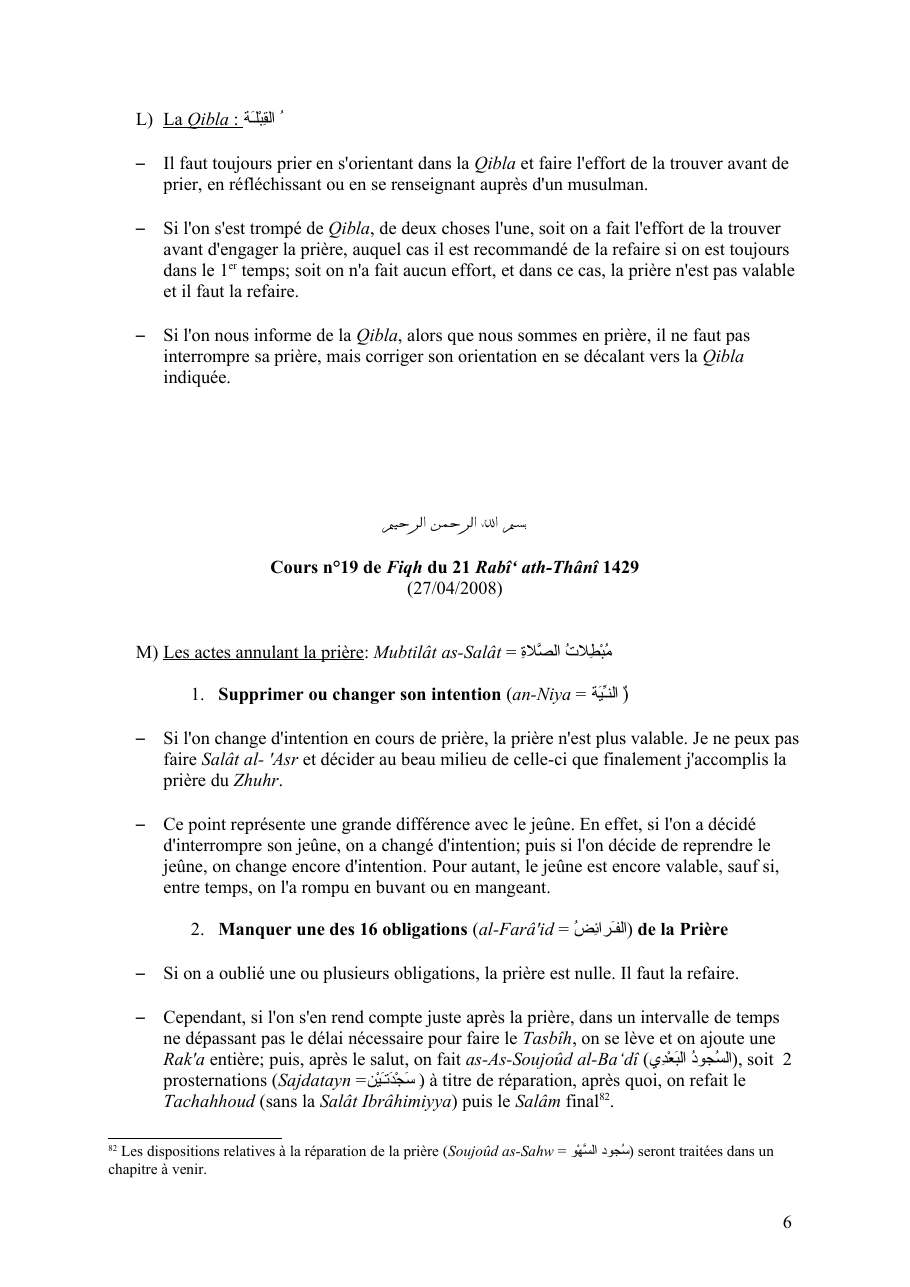 L) La Qibla : القِبْلَـة ُ
– Il faut toujours prier en s'orientant dans la Qibla et faire l'effort de la trouver avant de
prier, en réfléchissant ou en se renseignant auprès d'un musulman.
– Si l'on s'est trompé de Qibla, de deux choses l'une, soit on a fait l'effort de la trouver
avant d'engager la prière, auquel cas il est recommandé de la refaire si on est toujours
dans le 1er temps; soit on n'a fait aucun effort, et dans ce cas, la prière n'est pas valable
et il faut la refaire.
– Si l'on nous informe de la Qibla, alors que nous sommes en prière, il ne faut pas
interrompre sa prière, mais corriger son orientation en se décalant vers la Qibla
indiquée.
بسم الله الرحمن الرحيم
Cours n°19 de Fiqh du 21 Rabî‘ ath-Thânî 1429
(27/04/2008)
M) Les actes annulant la prière: Mubtilât as-Salât = مُبْطِلاتُ الصَّلاةِ
1. Supprimer ou changer son intention (an-Niya = النـِّيَة ُ)
– Si l'on change d'intention en cours de prière, la prière n'est plus valable. Je ne peux pas
faire Salât al- 'Asr et décider au beau milieu de celle-ci que finalement j'accomplis la
prière du Zhuhr.
– Ce point représente une grande différence avec le jeûne. En effet, si l'on a décidé
d'interrompre son jeûne, on a changé d'intention; puis si l'on décide de reprendre le
jeûne, on change encore d'intention. Pour autant, le jeûne est encore valable, sauf si,
entre temps, on l'a rompu en buvant ou en mangeant.
2. Manquer une des 16 obligations (al-Farâ'id = الفـَرائِضُ) de la Prière
– Si on a oublié une ou plusieurs obligations, la prière est nulle. Il faut la refaire.
– Cependant, si l'on s'en rend compte juste après la prière, dans un intervalle de temps
ne dépassant pas le délai nécessaire pour faire le Tasbîh, on se lève et on ajoute une
Rak'a entière; puis, après le salut, on fait as-As-Soujoûd al-Ba‘dî (السُجودُ البَعْدِي), soit 2
prosternations (Sajdatayn =سَجْدَتـَيْن ) à titre de réparation, après quoi, on refait le
Tachahhoud (sans la Salât Ibrâhimiyya) puis le Salâm final82.
82 Les dispositions relatives à la réparation de la prière (Soujoûd as-Sahw = سُجود السَّهْو) seront traitées dans un
chapitre à venir.
6